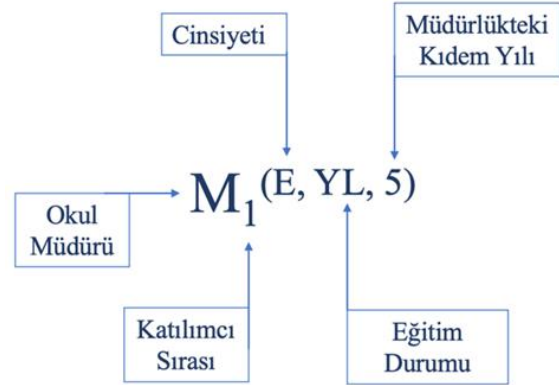 Cinsiyeti
Müdürlükteki
Kıdem Yılı
M1(E, YL, 5)
Okul
Müdürü
Katılımcı
Sırası
Eğitim
Durumu